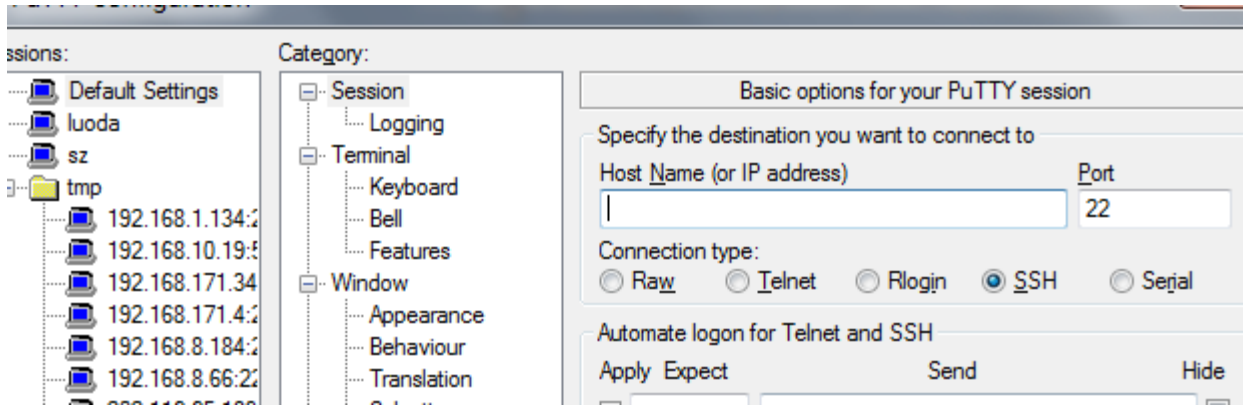 ssions:
Default Settings
luoda
sz
tmp
192.168.1.134:2
192.168.10.19:5
192.168.171.34
192.168.171.4:2
192.168.8.184:2
192.168.8.66:22
Category:
Session
Logging
Terminal
Keyboard
Bell
Features
Window
Appearance
Behaviour
Translation
Basic options for your PuTTY session
Specify the destination you want to connect to
Host Name (or IP address) Port
22
Connection type:
Raw Telnet Rlogin SSH Serial
Automate logon for Telnet and SSH
Apply Expect Send Hide